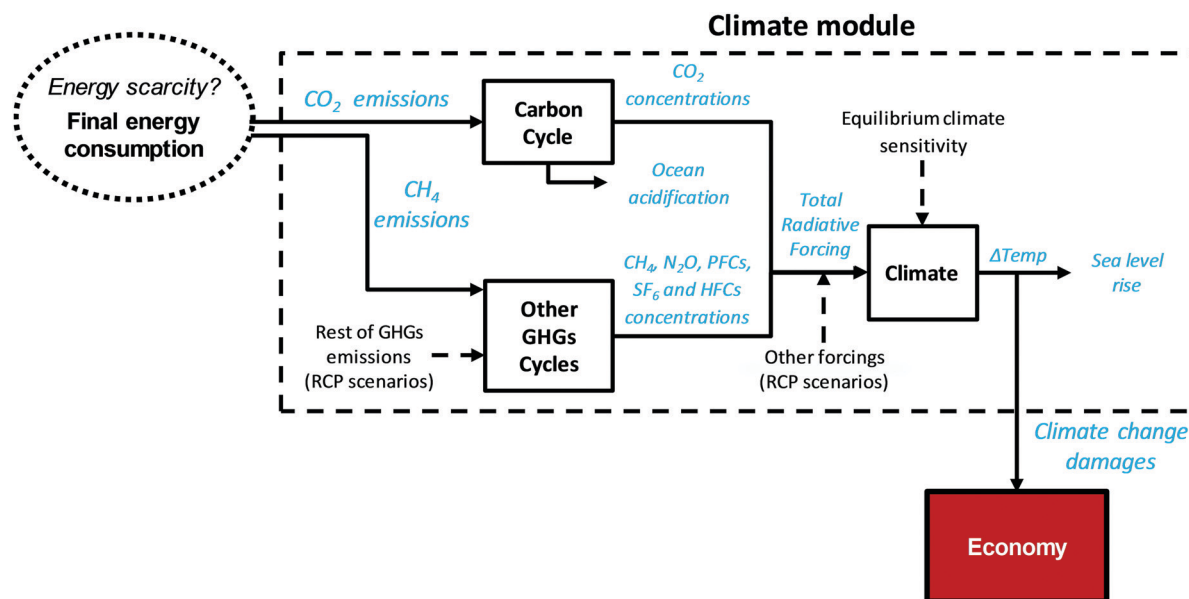 Climate module
Energy scarcity?
Final energy
consumption
CO₂ emissions
CH₄
emissions
Carbon
Cycle
CO₂
concentrations
Ocean
acidification
Equilibrium climate
sensitivity
Total
Radiative
Forcing
CH₄, N₂O, PFCs,
SF₆ and HFCs
concentrations
Climate
ΔTemp
Sea level
rise
Other
GHGs
Cycles
Rest of GHGs
emissions
(RCP scenarios)
Other forcings
(RCP scenarios)
Climate change
damages
Economy